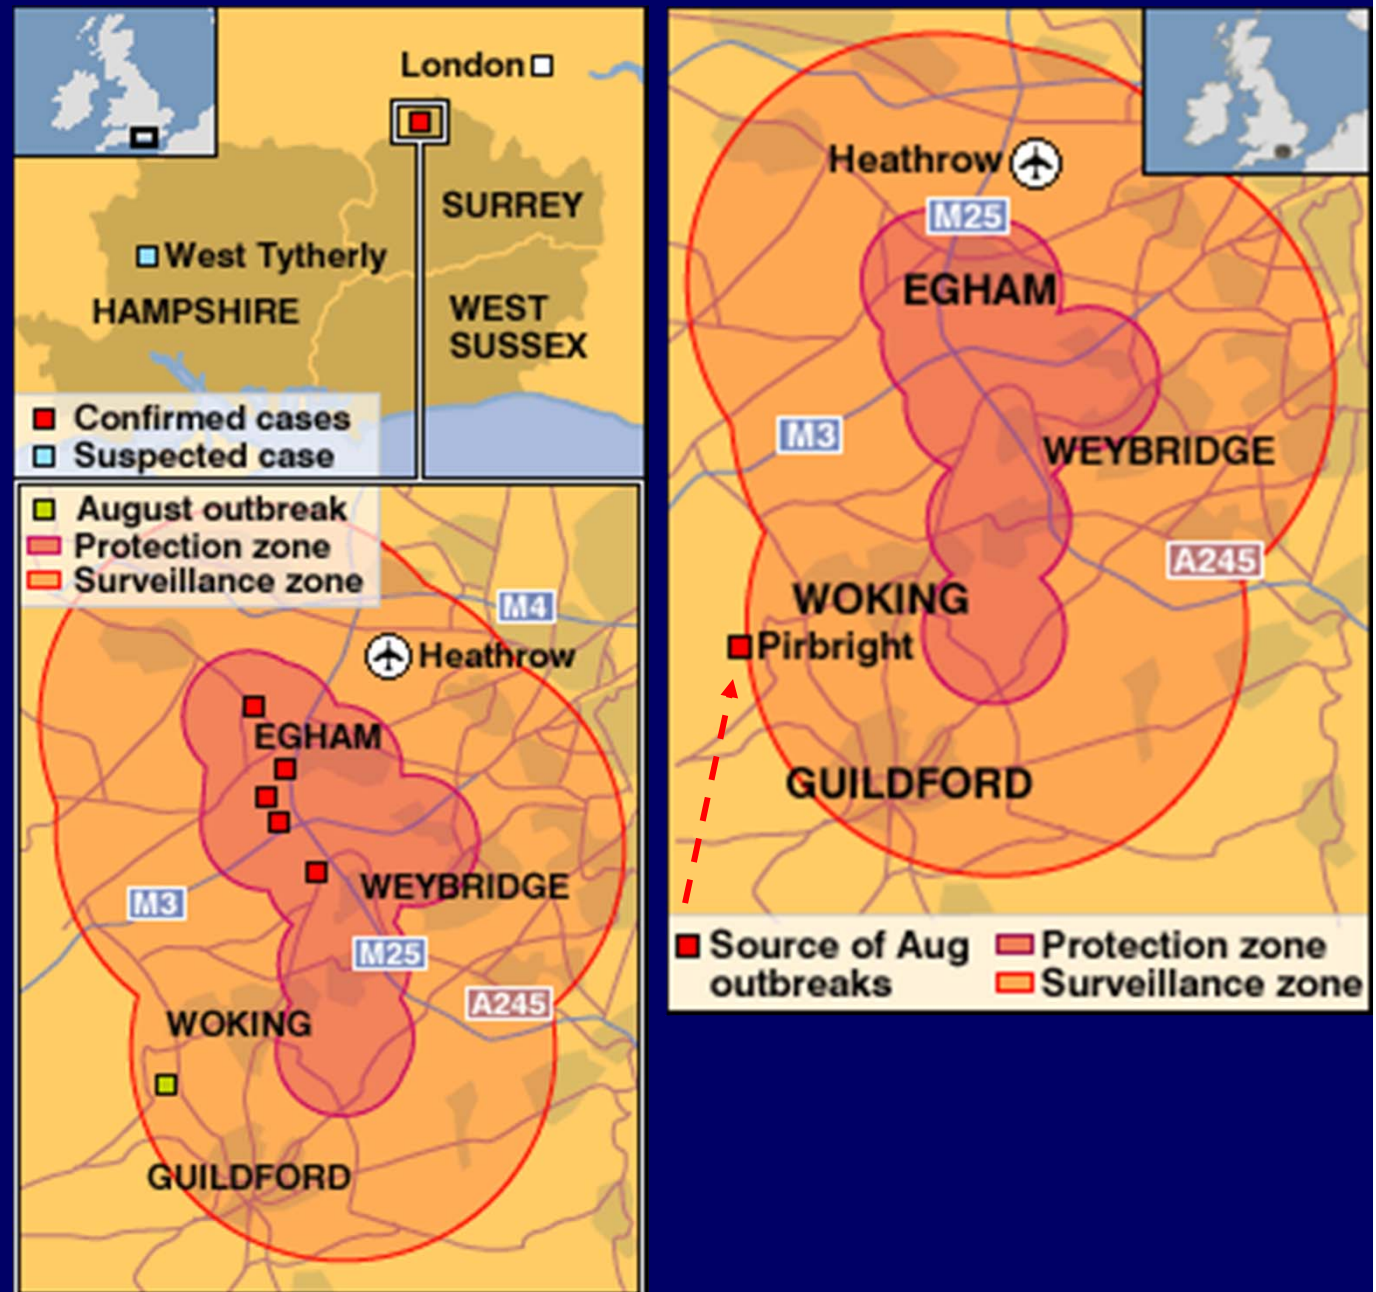 London
SURREY
West Tytherly
HAMPSHIRE
WEST
SUSSEX
Confirmed cases
Suspected case
August outbreak
Protection zone
Surveillance zone
M4
Heathrow
EGHAM
WEYBRIDGE
M3
M25
A245
WOKING
GUILDFORD
Heathrow
M25
EGHAM
M3
WEYBRIDGE
A245
WOKING
Pirbright
GUILDFORD
Source of Aug
outbreaks
Protection zone
Surveillance zone